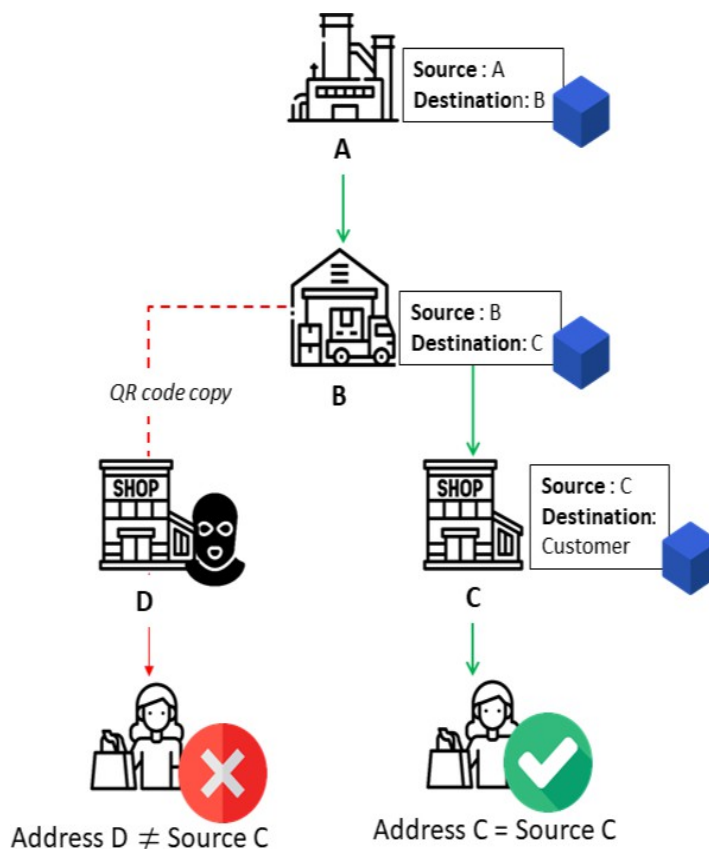 Source : A
Destination: B
A
Source : B
Destination: C
B
QR code copy
SHOP
SHOP
Source : C
Destination:
Customer
D
C
Address D ≠ Source C
Address C = Source C